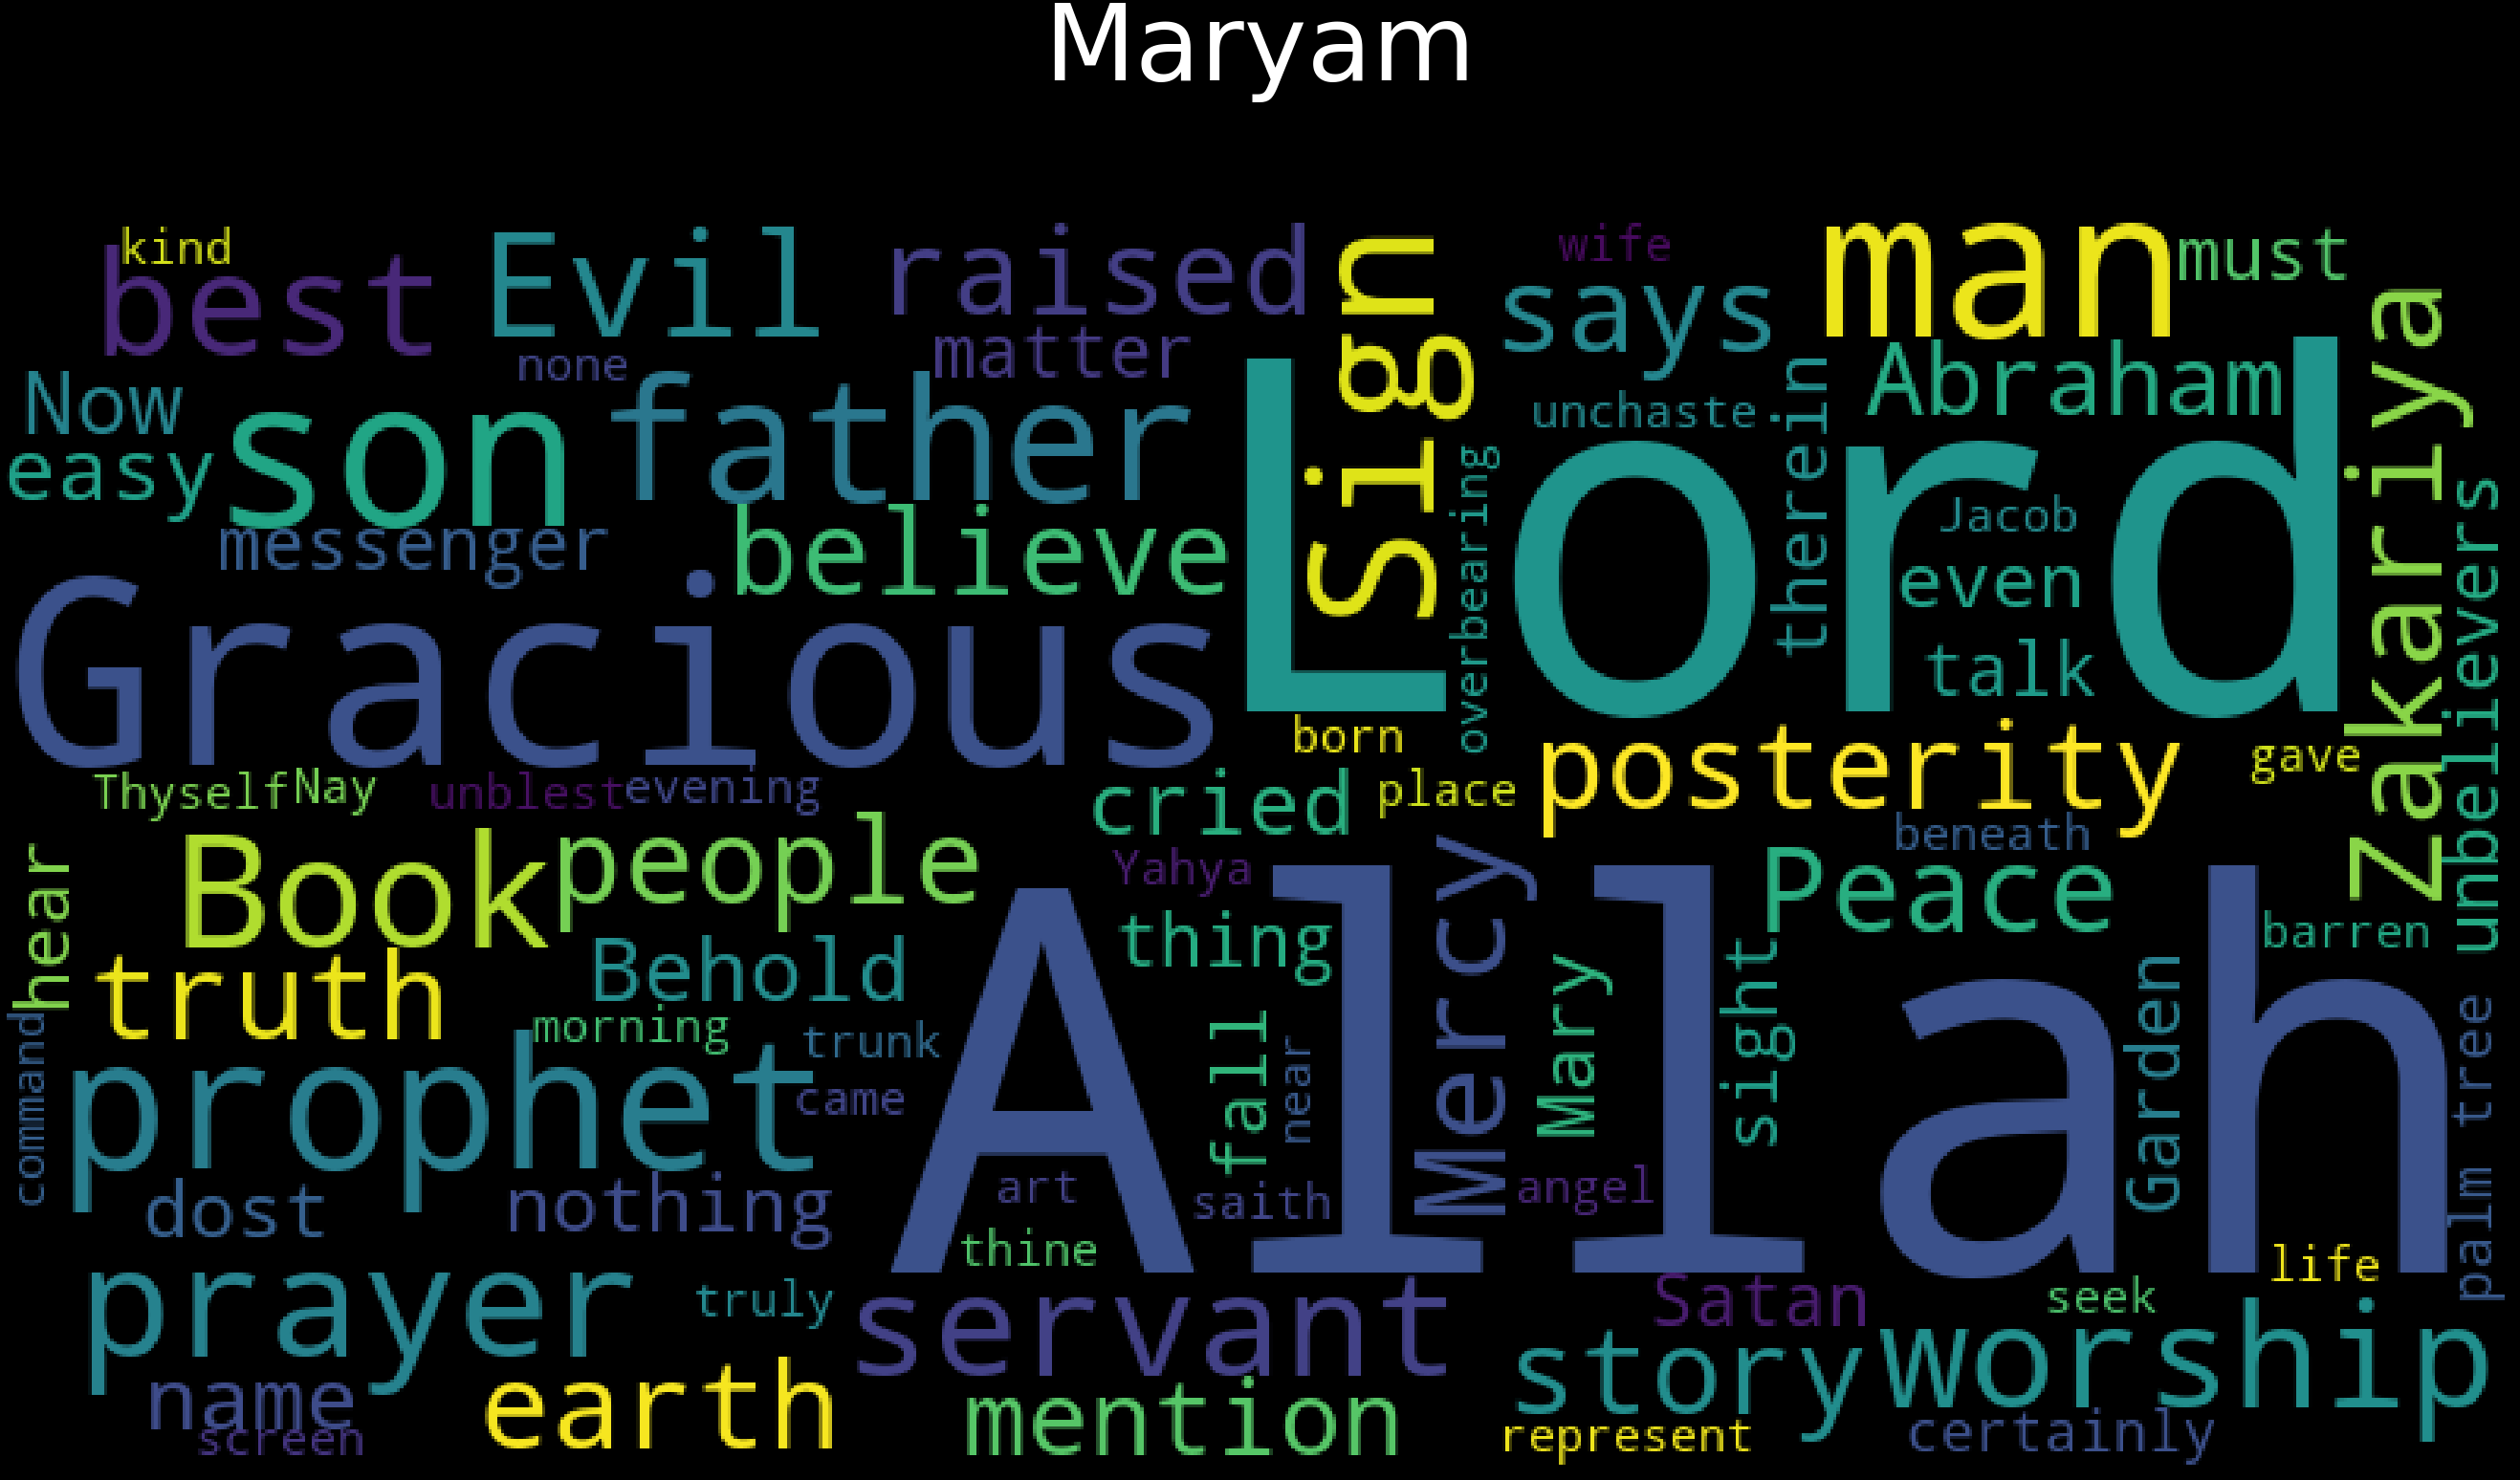 Maryam
kind
best
Evil
raised
matter
none
Sign
wife
says
man
must
unchaste
Abraham
Now
son
father
easy
messenger
believe
Gracious
Lord
overbearing
therein
Jacob
even
talk
Zakariya
unbelievers
born
posterity
gave
Thyself
Nay
unblest
evening
cried
place
beneath
hear
Book
people
Yahya
Mercy
Peace
barren
truth
Behold
thing
Allah
Mary
sight
Garden
palm tree
morning
trunk
fall
near
command
prophet
came
dost
nothing
art
saith
angel
thine
life
prayer
truly
servant
Satan
seek
name
screen
earth
mention
story
worship
represent
certainly